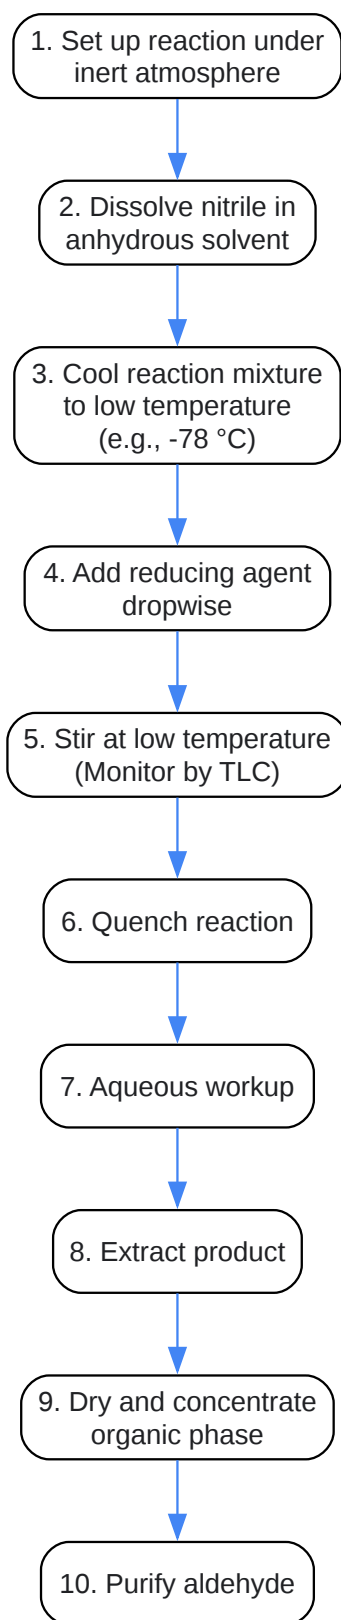 1. Set up reaction under
inert atmosphere
2. Dissolve nitrile in
anhydrous solvent
3. Cool reaction mixture
to low temperature
(e.g., -78 °C)
4. Add reducing agent
dropwise
5. Stir at low temperature
(Monitor by TLC)
6. Quench reaction
7. Aqueous workup
8. Extract product
9. Dry and concentrate
organic phase
10. Purify aldehyde